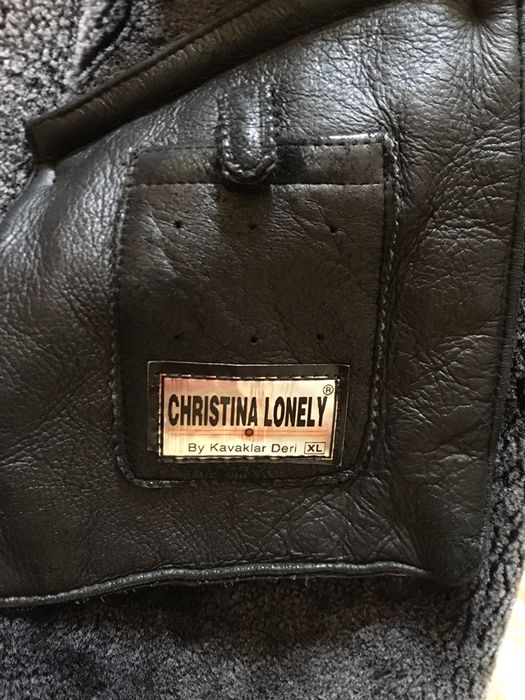 CHRISTINA LONELY ®
By Kavaklar Deri XL